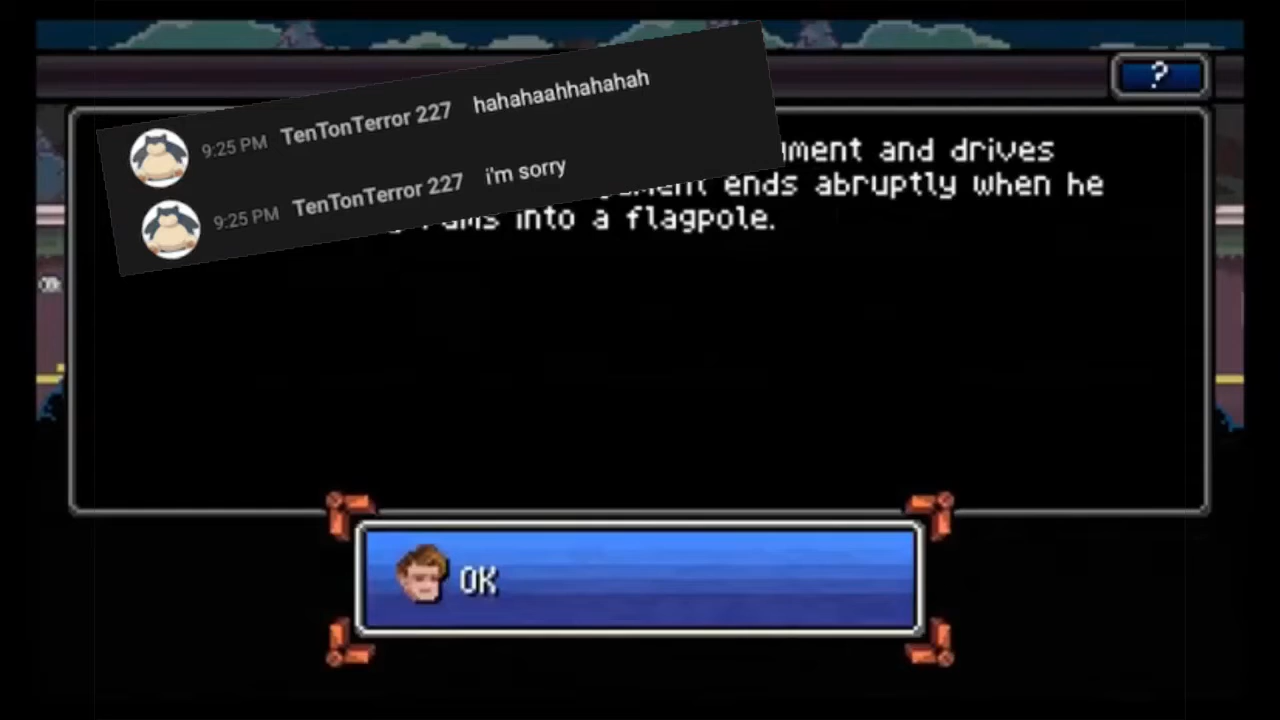 ?
9:25 PM TenTonTerror 227 hahahaahhahahah
9:25 PM TenTonTerror 227 i'm sorry
and drives
ends abruptly when he
into a flagpole.
OK